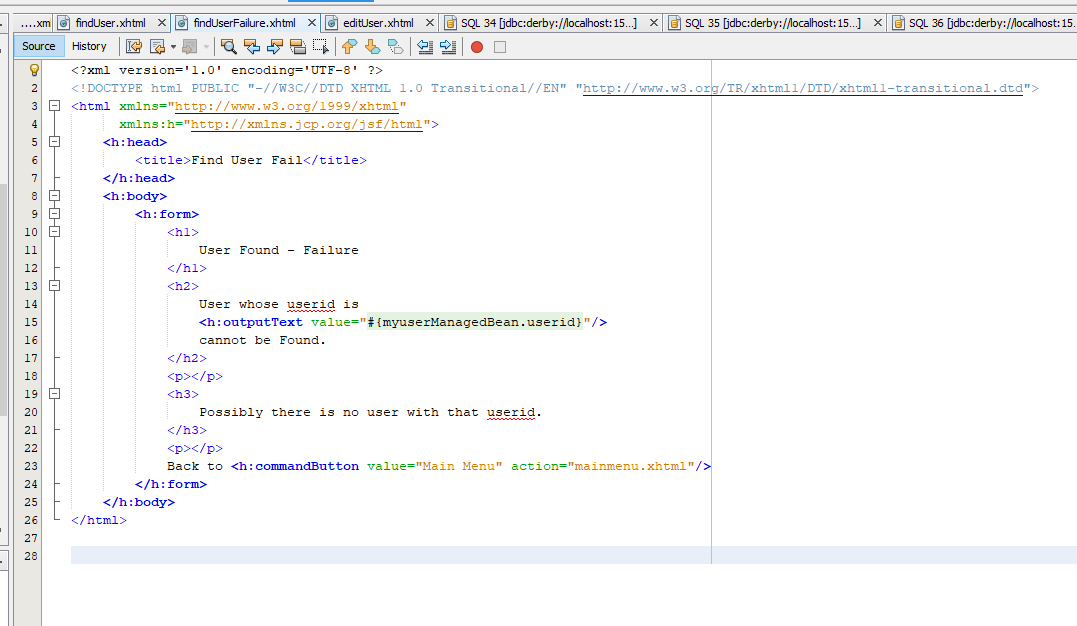 ....xm findUser.xhtml findUserFailure.xhtml editUser.xhtml SQL 34 [jdbc:derby://localhost:15...] SQL 35 [jdbc:derby://localhost:15...] SQL 36 [jdbc:derby://localhost:15.
Source History
<?xml version='1.0' encoding='UTF-8' ?>
2 <!DOCTYPE html PUBLIC "-//W3C//DTD XHTML 1.0 Transitional//EN" "http://www.w3.org/TR/xhtml1/DTD/xhtml1-transitional.dtd">
3 <html xmlns="http://www.w3.org/1999/xhtml"
4 xmlns:h="http://xmlns.jcp.org/jsf/html">
5 <h:head>
6 <title>Find User Fail</title>
7 </h:head>
8 <h:body>
9 <h:form>
10 <h1>
11 User Found - Failure
12 </h1>
13 <h2>
14 User whose userid is
15 <h:outputText value="#{myuserManagedBean.userid}"/>
16 cannot be Found.
17 </h2>
18 <p></p>
19 <h3>
20 Possibly there is no user with that userid.
21 </h3>
22 <p></p>
23 Back to <h:commandButton value="Main Menu" action="mainmenu.xhtml"/>
24 </h:form>
25 </h:body>
26 </html>
27
28